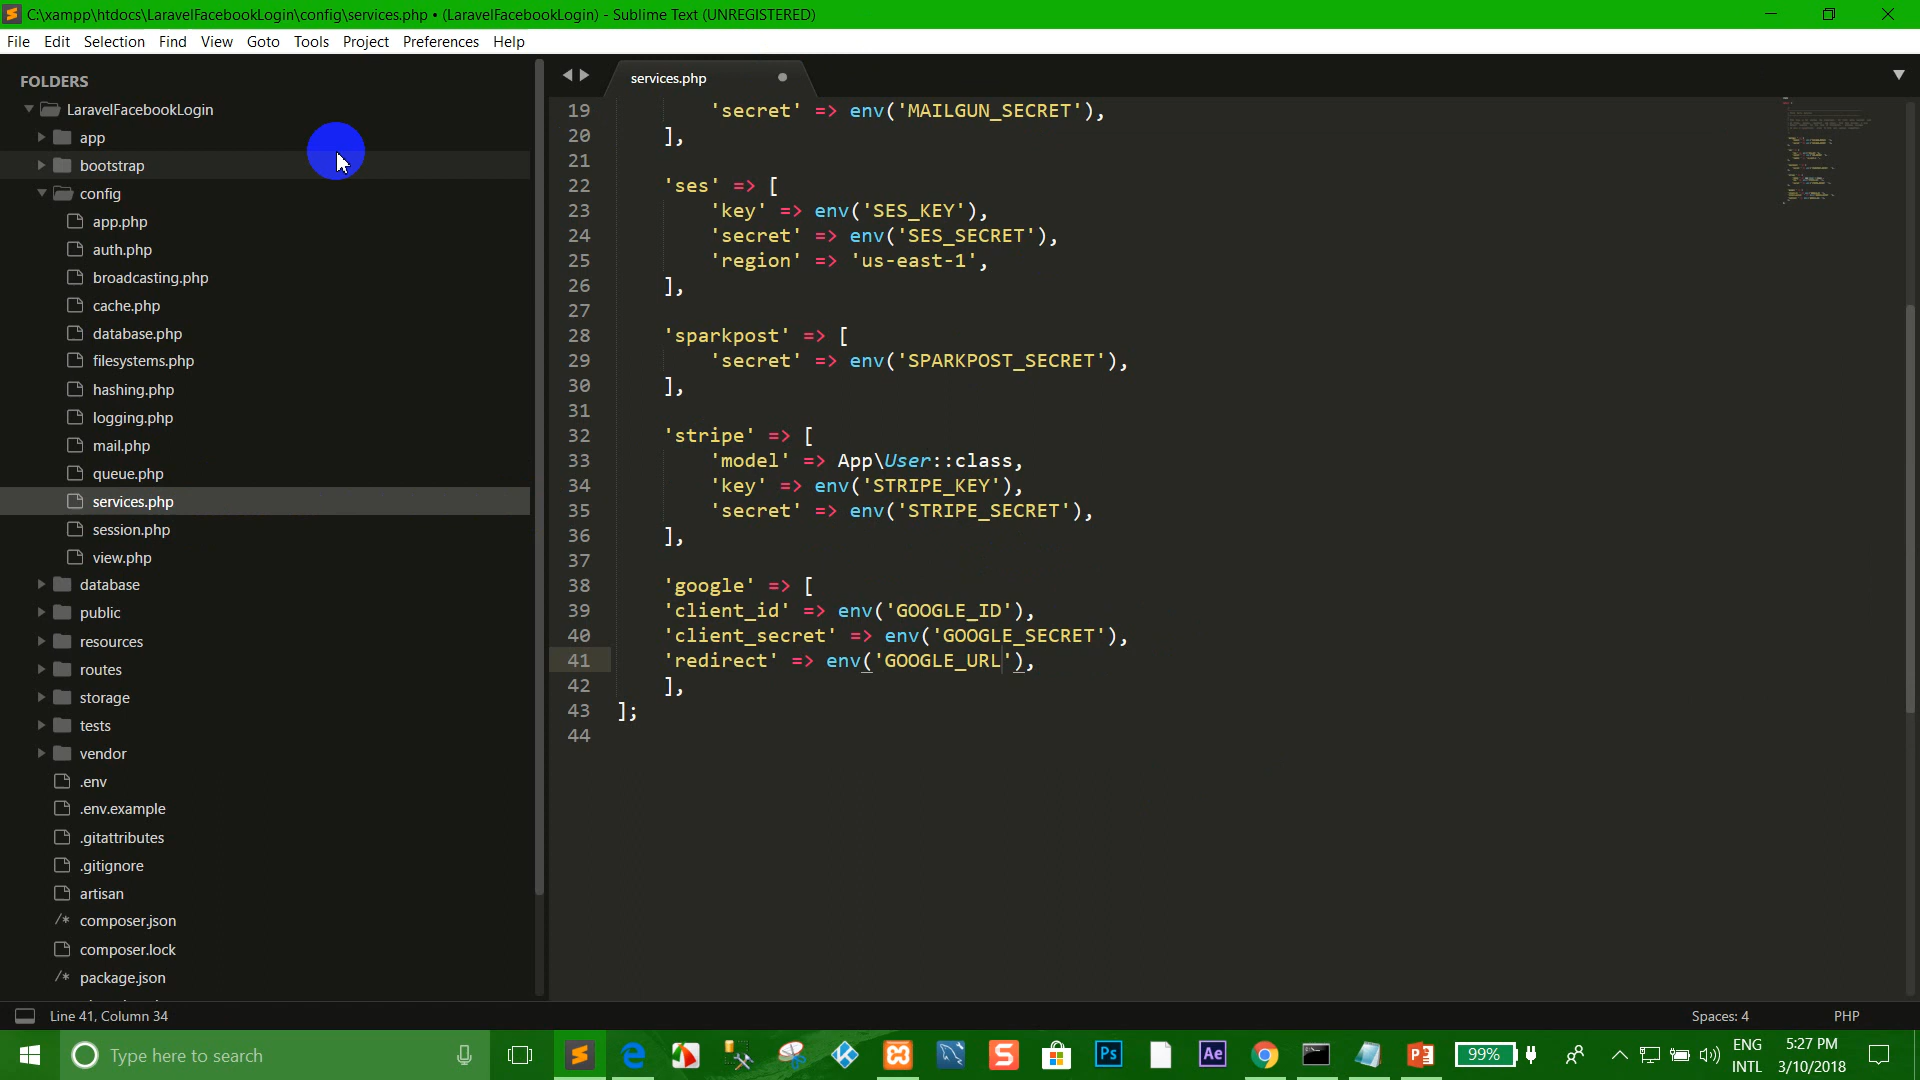 C:\xampp\htdocs\LaravelFacebookLogin\config\services.php • (LaravelFacebookLogin) - Sublime Text (UNREGISTERED)
File Edit Selection Find View Goto Tools Project Preferences Help
FOLDERS
LaravelFacebookLogin
app
bootstrap
config
app.php
auth.php
broadcasting.php
cache.php
database.php
filesystems.php
hashing.php
logging.php
mail.php
queue.php
services.php
session.php
view.php
database
public
resources
routes
storage
tests
vendor
.env
.env.example
.gitattributes
.gitignore
artisan
/* composer.json
composer.lock
/* package.json
services.php
19 'secret' => env('MAILGUN_SECRET'),
20 ],
21
22 'ses' => [
23 'key' => env('SES_KEY'),
24 'secret' => env('SES_SECRET'),
25 'region' => 'us-east-1',
26 ],
27
28 'sparkpost' => [
29 'secret' => env('SPARKPOST_SECRET'),
30 ],
31
32 'stripe' => [
33 'model' => App\User::class,
34 'key' => env('STRIPE_KEY'),
35 'secret' => env('STRIPE_SECRET'),
36 ],
37
38 'google' => [
39 'client_id' => env('GOOGLE_ID'),
40 'client_secret' => env('GOOGLE_SECRET'),
41 'redirect' => env('GOOGLE_URL'),
42 ],
43 ];
44
Line 41, Column 34 Spaces: 4 PHP
Type here to search
Ps
Ae
99%
ENG
INTL
5:27 PM
3/10/2018